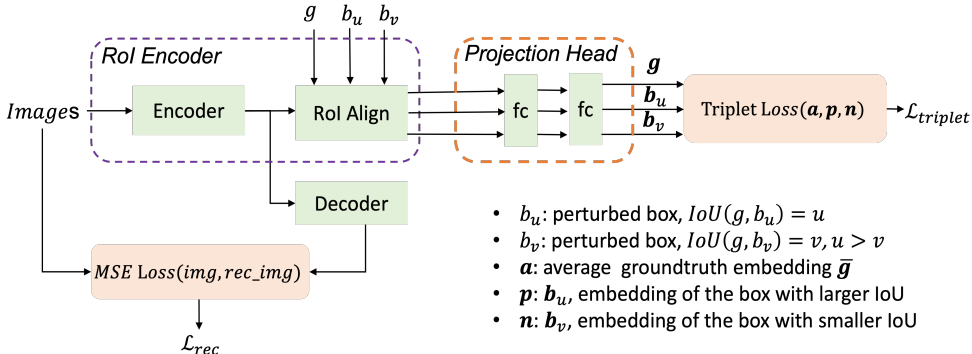 g b_u b_v
RoI Encoder
Projection Head
Images
Encoder
RoI Align
fc
fc
g
b_u
b_v
Triplet Loss(a, p, n)
ℒ_triplet
Decoder
MSE Loss(img, rec_img)
ℒ_rec
• b_u: perturbed box, IoU(g, b_u) = u
• b_v: perturbed box, IoU(g, b_v) = v, u > v
• a: average groundtruth embedding ḡ
• p: b_u, embedding of the box with larger IoU
• n: b_v, embedding of the box with smaller IoU